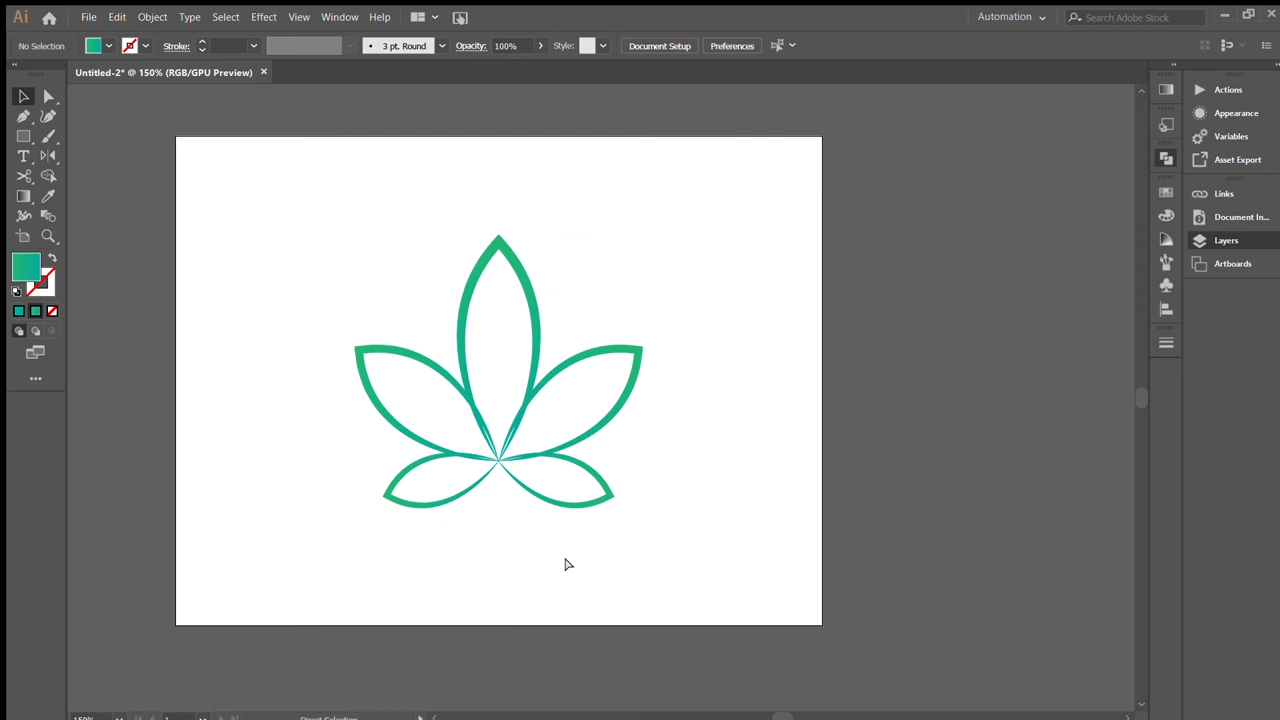 Ai File Edit Object Type Select Effect View Window Help Automation Search Adobe Stock
No Selection Stroke: 3 pt. Round Opacity: 100% Style: Document Setup Preferences
Untitled-2* @ 150% (RGB/GPU Preview)
Actions
Appearance
Variables
Asset Export
Links
Document In...
Layers
Artboards
150% 1 Direct Selection